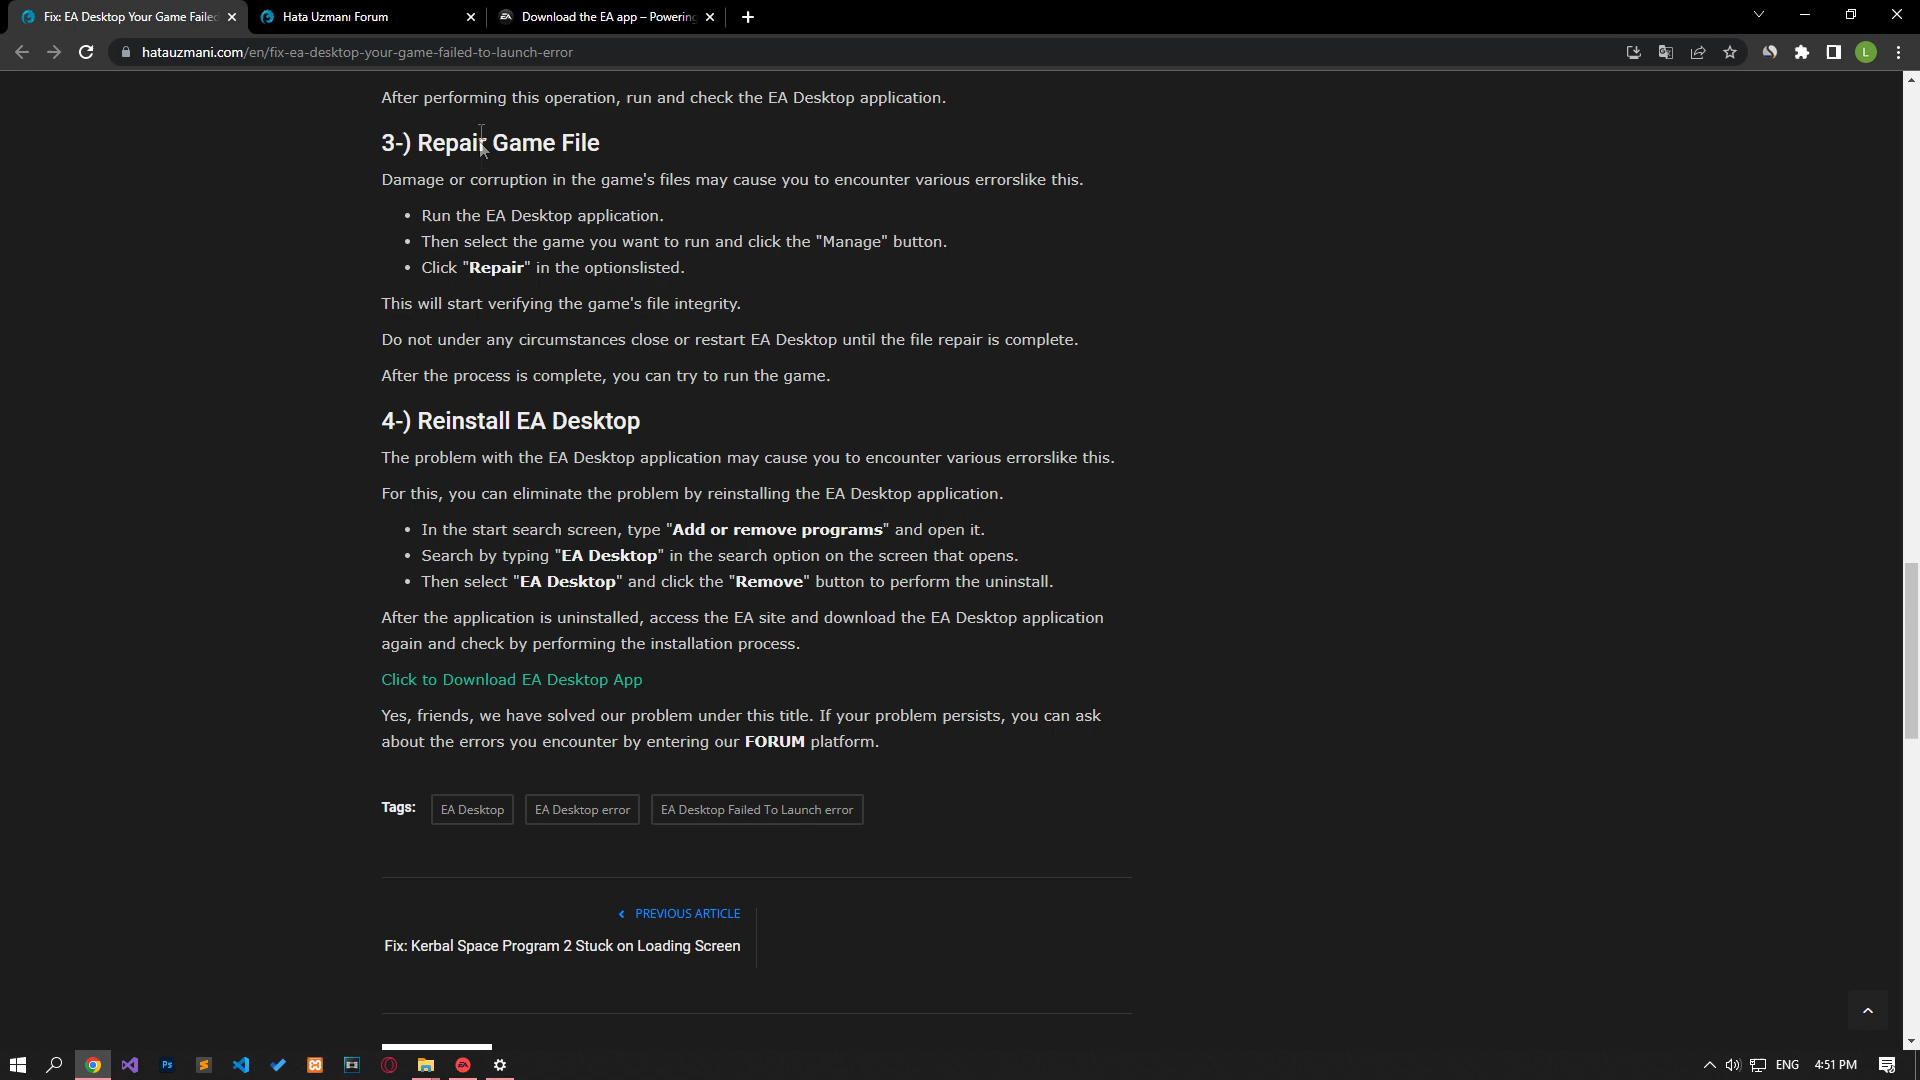 Fix: EA Desktop Your Game Failed
Hata Uzmanı Forum
Download the EA app – Powering
hatauzmani.com/en/fix-ea-desktop-your-game-failed-to-launch-error
L
After performing this operation, run and check the EA Desktop application.
3-) Repair Game File
Damage or corruption in the game's files may cause you to encounter various errorslike this.
• Run the EA Desktop application.
• Then select the game you want to run and click the "Manage" button.
• Click "Repair" in the optionslisted.
This will start verifying the game's file integrity.
Do not under any circumstances close or restart EA Desktop until the file repair is complete.
After the process is complete, you can try to run the game.
4-) Reinstall EA Desktop
The problem with the EA Desktop application may cause you to encounter various errorslike this.
For this, you can eliminate the problem by reinstalling the EA Desktop application.
• In the start search screen, type "Add or remove programs" and open it.
• Search by typing "EA Desktop" in the search option on the screen that opens.
• Then select "EA Desktop" and click the "Remove" button to perform the uninstall.
After the application is uninstalled, access the EA site and download the EA Desktop application
again and check by performing the installation process.
Click to Download EA Desktop App
Yes, friends, we have solved our problem under this title. If your problem persists, you can ask
about the errors you encounter by entering our FORUM platform.
Tags: EA Desktop EA Desktop error EA Desktop Failed To Launch error
PREVIOUS ARTICLE
Fix: Kerbal Space Program 2 Stuck on Loading Screen
Ps
ENG 4:51 PM